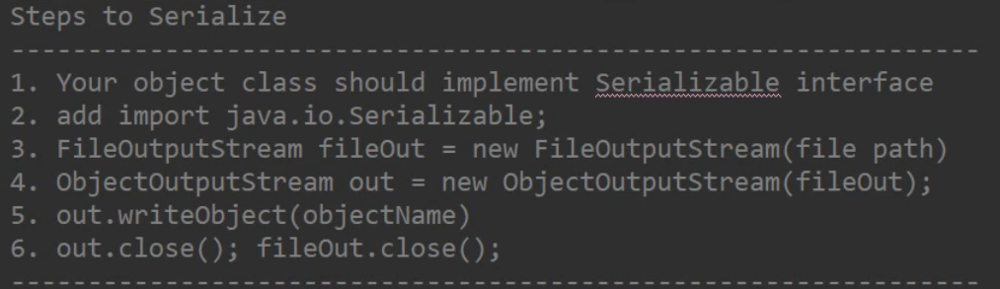 Steps to Serialize
---------------------------------------------------------------
1. Your object class should implement Serializable interface
2. add import java.io.Serializable;
3. FileOutputStream fileOut = new FileOutputStream(file path)
4. ObjectOutputStream out = new ObjectOutputStream(fileOut);
5. out.writeObject(objectName)
6. out.close(); fileOut.close();
---------------------------------------------------------------